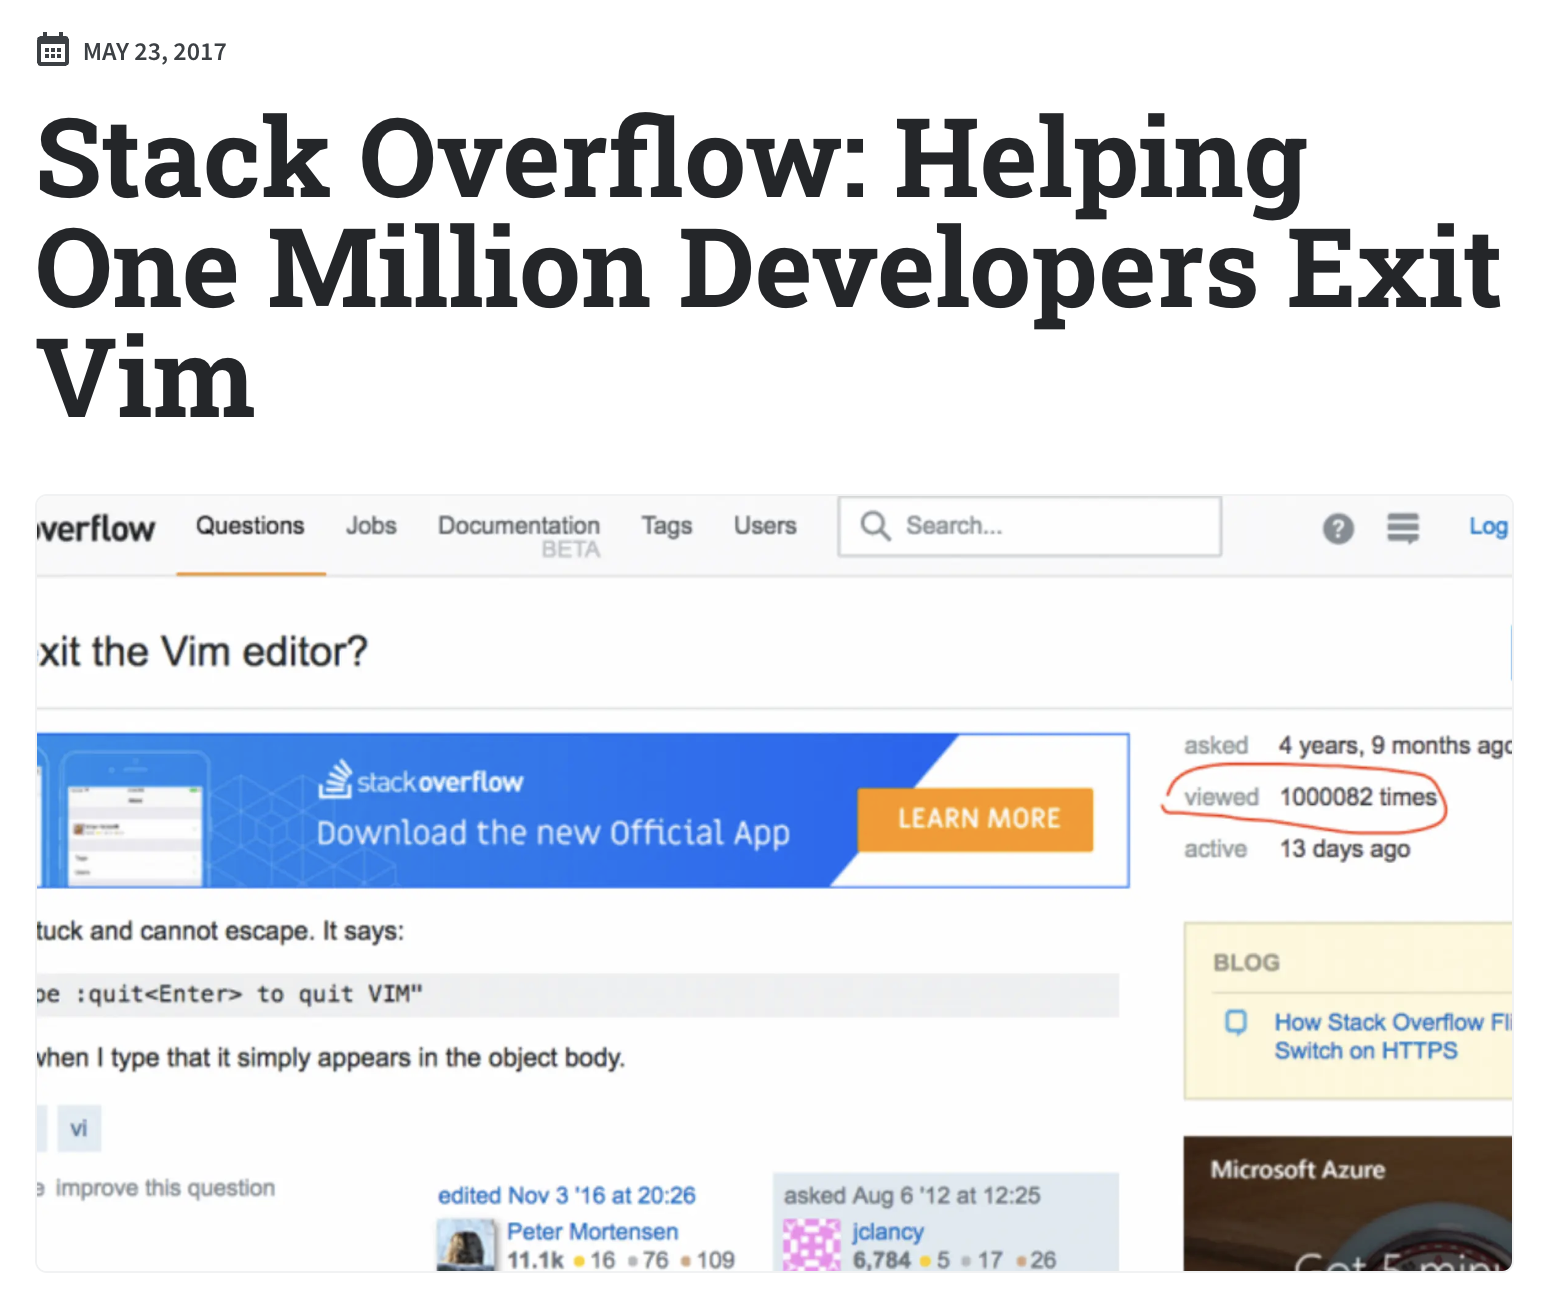 MAY 23, 2017
Stack Overflow: Helping
One Million Developers Exit
Vim
overflow Questions Jobs Documentation Tags Users Search... Log
BETA
xit the Vim editor?
stackoverflow
Download the new Official App
LEARN MORE
asked 4 years, 9 months ago
viewed 1000082 times
active 13 days ago
tuck and cannot escape. It says:
pe :quit<Enter> to quit VIM"
when I type that it simply appears in the object body.
vi
e improve this question
edited Nov 3 '16 at 20:26
Peter Mortensen
11.1k 16 76 109
asked Aug 6 '12 at 12:25
jclancy
6,784 5 17 26
BLOG
How Stack Overflow Fli
Switch on HTTPS
Microsoft Azure
Get 5 min